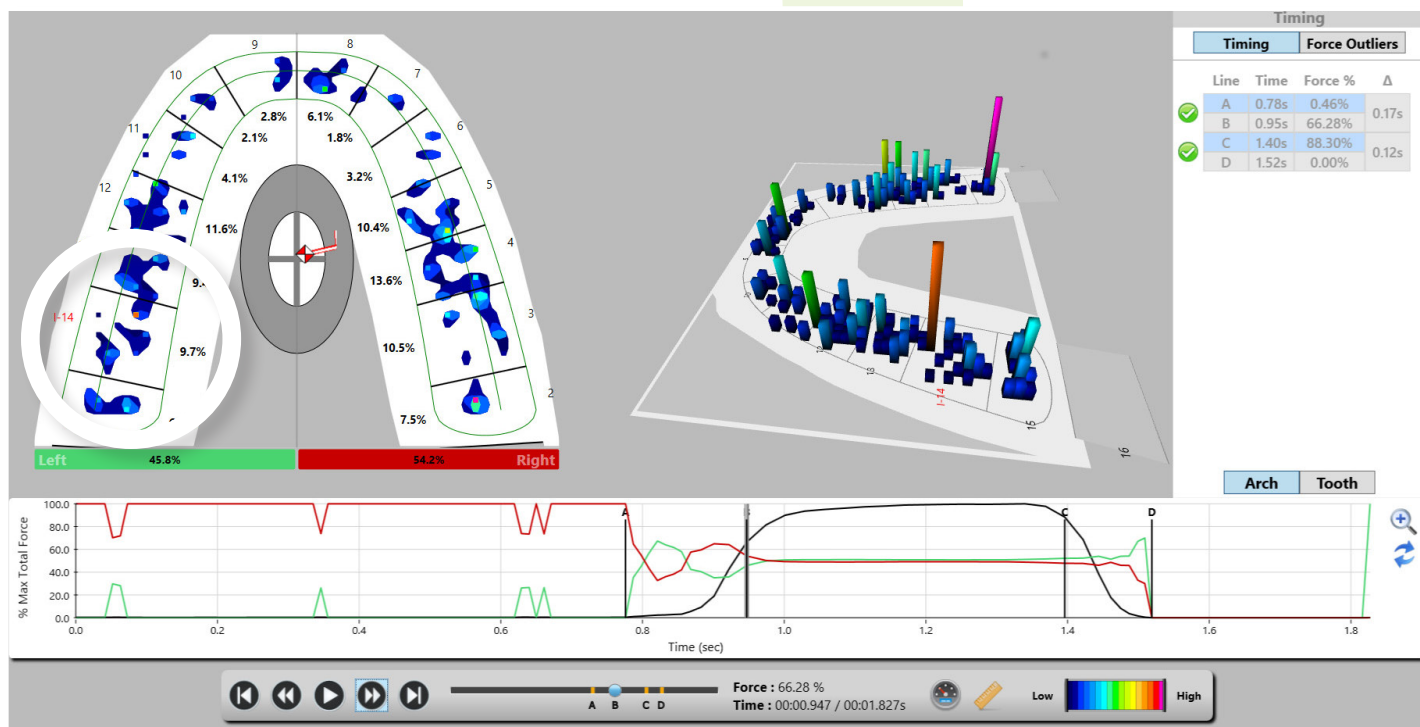 Timing
Timing Force Outliers
Line Time Force % Δ
A 0.78s 0.46% 0.17s
B 0.95s 66.28%
C 1.40s 88.30% 0.12s
D 1.52s 0.00%
9 8
10 7
11 6
12 5
4
I-14 3
2
2.8% 6.1%
2.1% 1.8%
4.1% 3.2%
11.6% 10.4%
13.6%
9.7% 10.5%
7.5%
Left 45.8% 54.2% Right
12
13
I-14
15
16
Arch Tooth
% Max Total Force
100.0
80.0
60.0
40.0
20.0
0.0
A B C D
0.0 0.2 0.4 0.6 0.8 1.0 1.2 1.4 1.6 1.8
Time (sec)
A B C D
Force : 66.28 %
Time : 00:00.947 / 00:01.827s
Low High